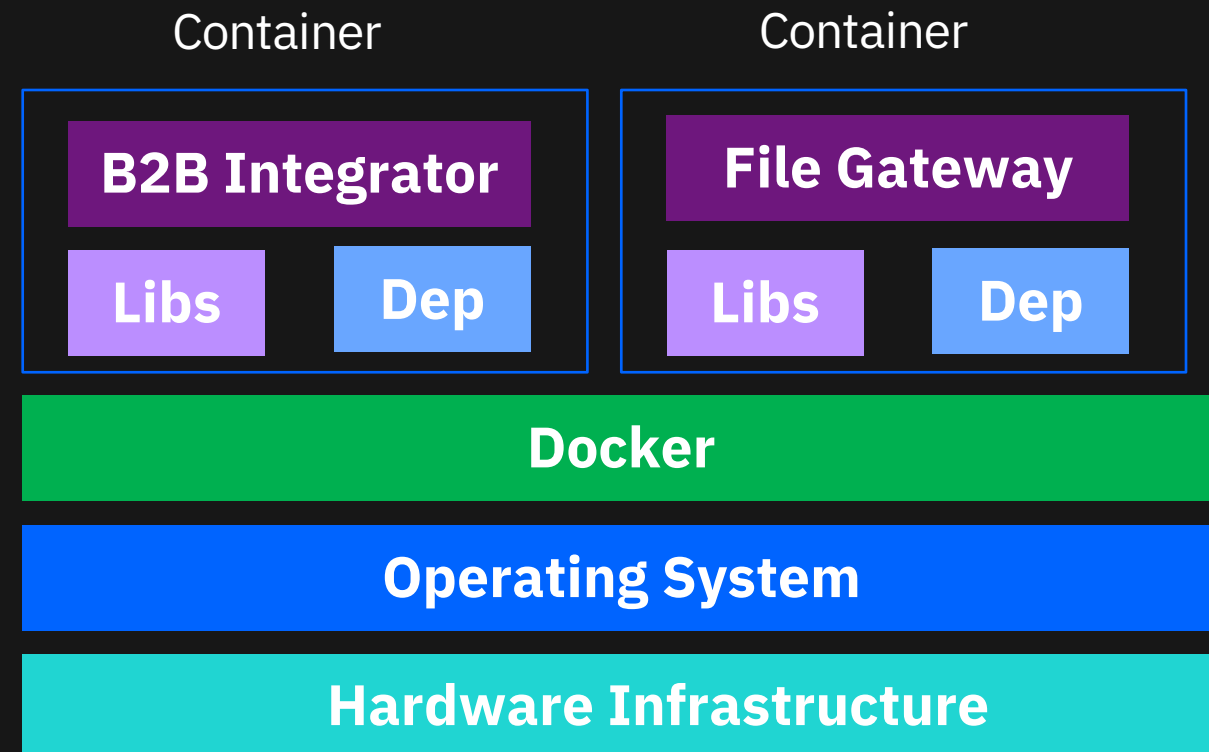 Container
Container
B2B Integrator
File Gateway
Libs
Dep
Libs
Dep
Docker
Operating System
Hardware Infrastructure